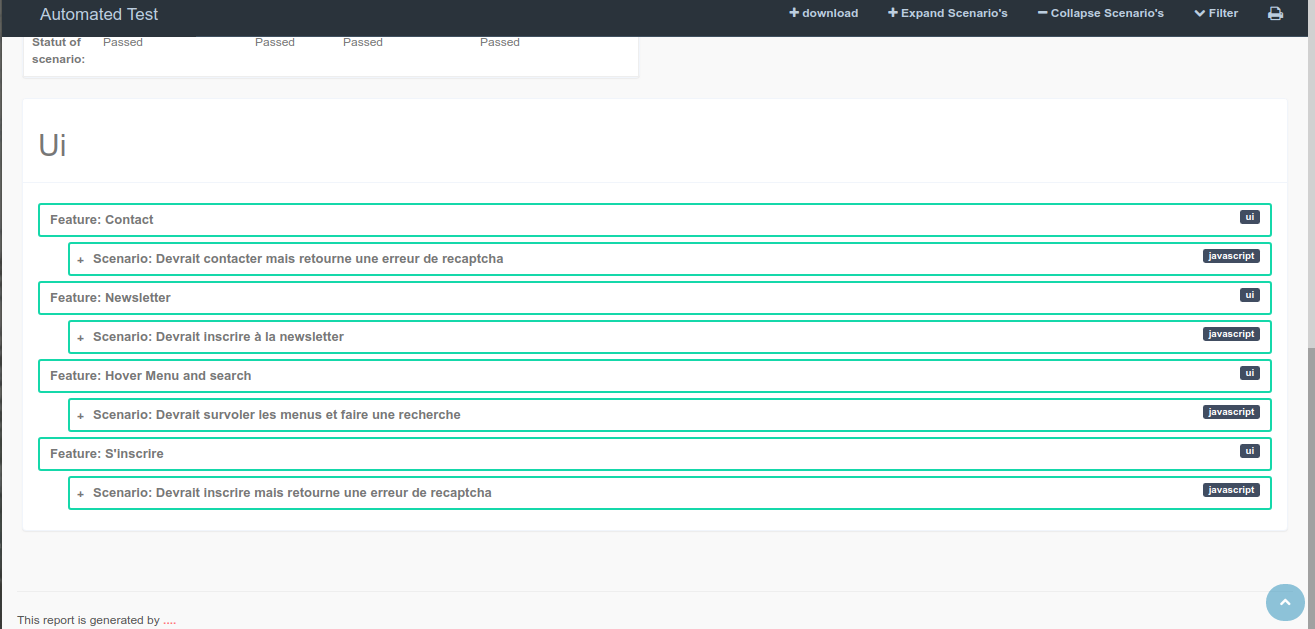 Automated Test
download Expand Scenario's Collapse Scenario's Filter
Statut of scenario: Passed Passed Passed Passed
Ui
Feature: Contact ui
+ Scenario: Devrait contacter mais retourne une erreur de recaptcha javascript
Feature: Newsletter ui
+ Scenario: Devrait inscrire à la newsletter javascript
Feature: Hover Menu and search ui
+ Scenario: Devrait survoler les menus et faire une recherche javascript
Feature: S'inscrire ui
+ Scenario: Devrait inscrire mais retourne une erreur de recaptcha javascript
This report is generated by ....